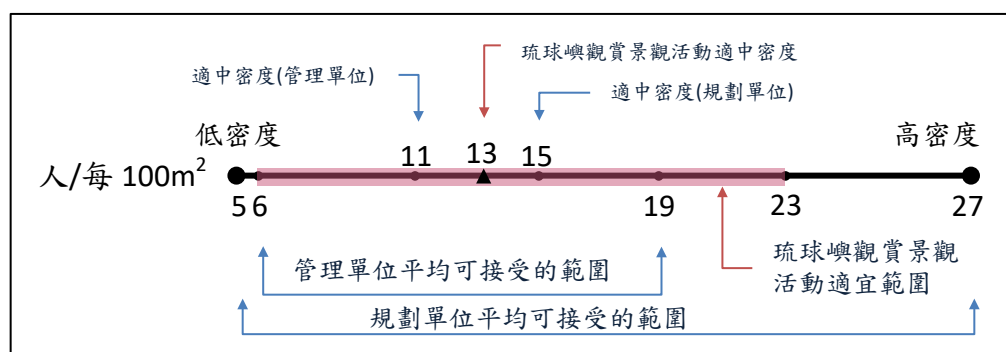 琉球嶼觀賞景觀活動適中密度
適中密度(管理單位)
適中密度(規劃單位)
低密度
高密度
11 13 15
人/每 100m²
5 6 19 23 27
管理單位平均可接受的範圍
琉球嶼觀賞景觀
活動適宜範圍
規劃單位平均可接受的範圍